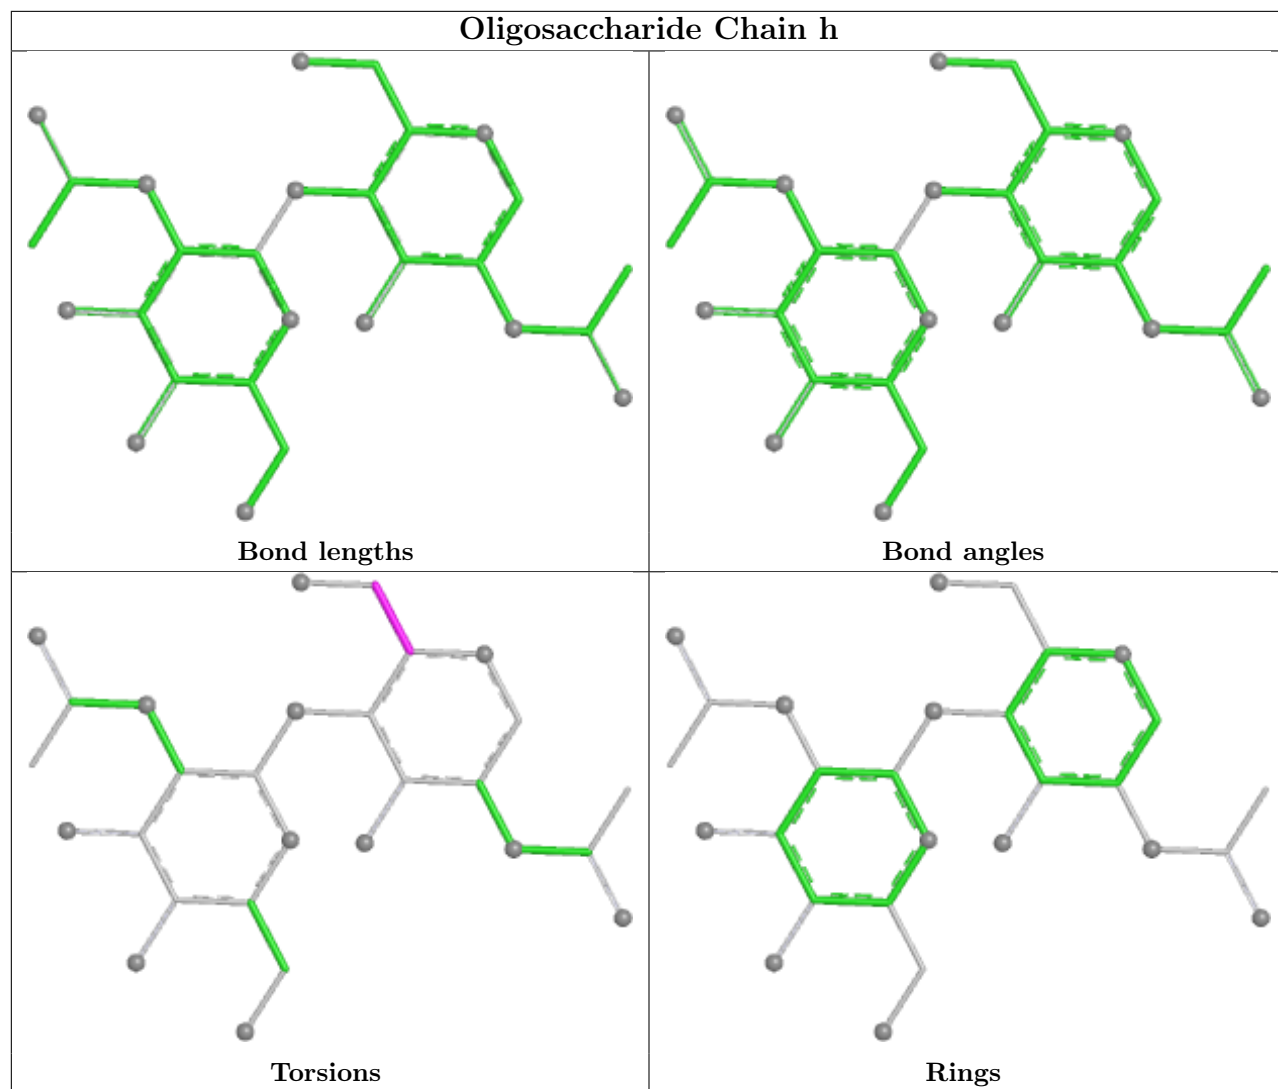 Oligosaccharide Chain h
Bond lengths
Bond angles
Torsions
Rings